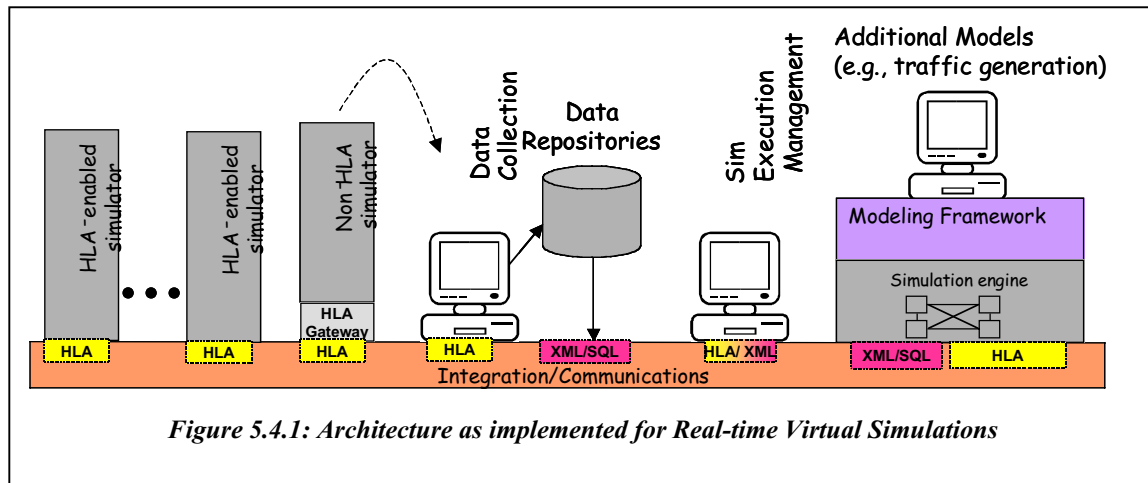 HLA-enabled
simulator
HLA-enabled
simulator
Non HLA
simulator
HLA
Gateway
Data
Collection
Data
Repositories
Sim
Execution
Management
Additional Models
(e.g., traffic generation)
Modeling Framework
Simulation engine
HLA
HLA
HLA
HLA
XML/SQL
HLA/ XML
XML/SQL
HLA
Integration/Communications
Figure 5.4.1: Architecture as implemented for Real-time Virtual Simulations